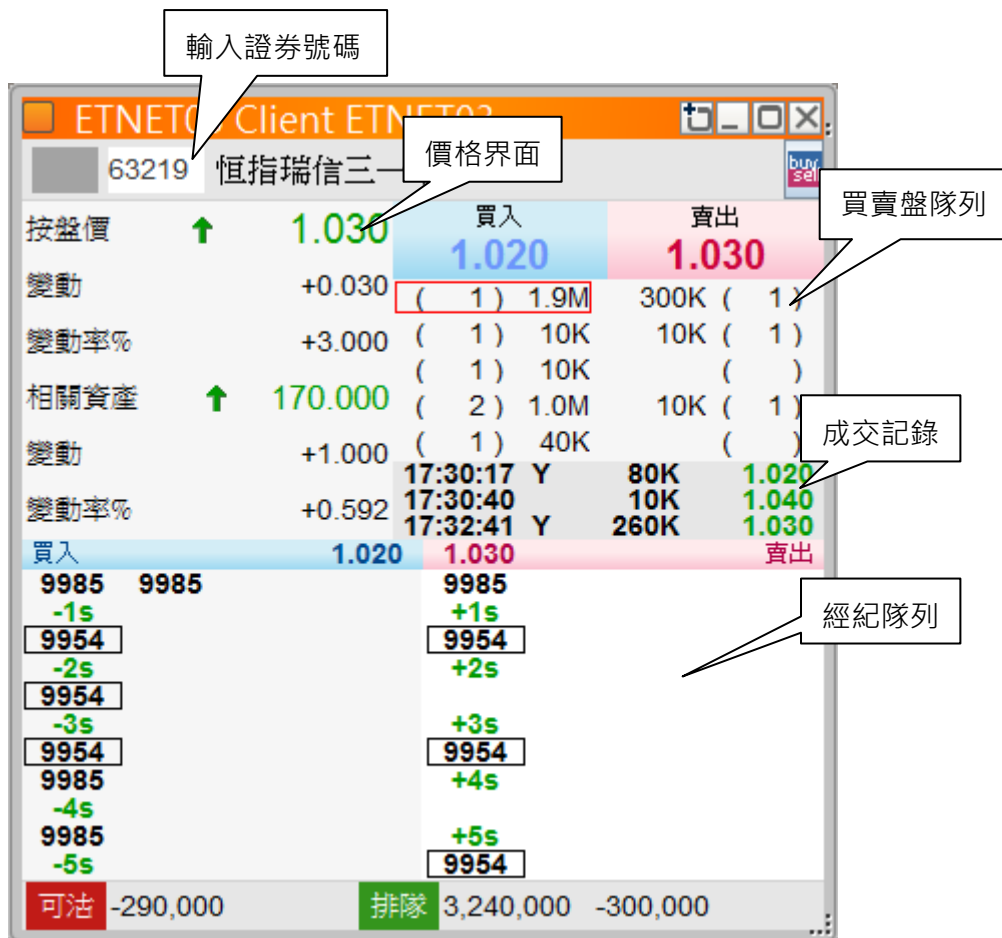 輸入證券號碼
ETNET0 Client ETNET03
63219 恒指瑞信三一
buy sell
價格界面
買賣盤隊列
按盤價 1.030
買入 賣出
1.020 1.030
變動 +0.030
( 1) 1.9M 300K ( 1)
變動率% +3.000
( 1) 10K 10K ( 1)
( 1) 10K ( )
相關資產 170.000
( 2) 1.0M 10K ( 1)
成交記錄
變動 +1.000
( 1) 40K ( )
17:30:17 Y 80K 1.020
變動率% +0.592
17:30:40 10K 1.040
17:32:41 Y 260K 1.030
買入 1.020 1.030 賣出
9985 9985 9985
-1s +1s
經紀隊列
9954 9954
-2s +2s
9954
-3s +3s
9954 9954
9985 +4s
-4s
9985 +5s
-5s 9954
可沽 -290,000 排隊 3,240,000 -300,000